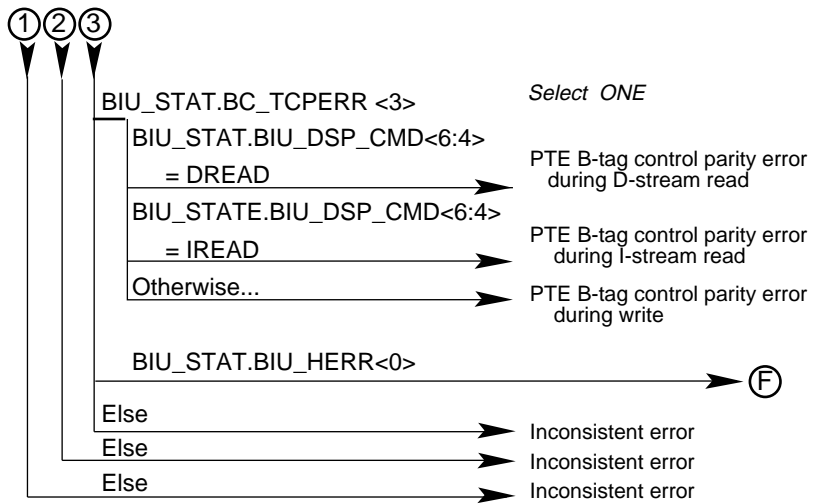 1 2 3
BIU_STAT.BC_TCPERR <3>
Select ONE
BIU_STAT.BIU_DSP_CMD<6:4>
= DREAD
PTE B-tag control parity error
during D-stream read
BIU_STATE.BIU_DSP_CMD<6:4>
= IREAD
PTE B-tag control parity error
during I-stream read
Otherwise...
PTE B-tag control parity error
during write
BIU_STAT.BIU_HERR<0>
F
Else
Inconsistent error
Else
Inconsistent error
Else
Inconsistent error